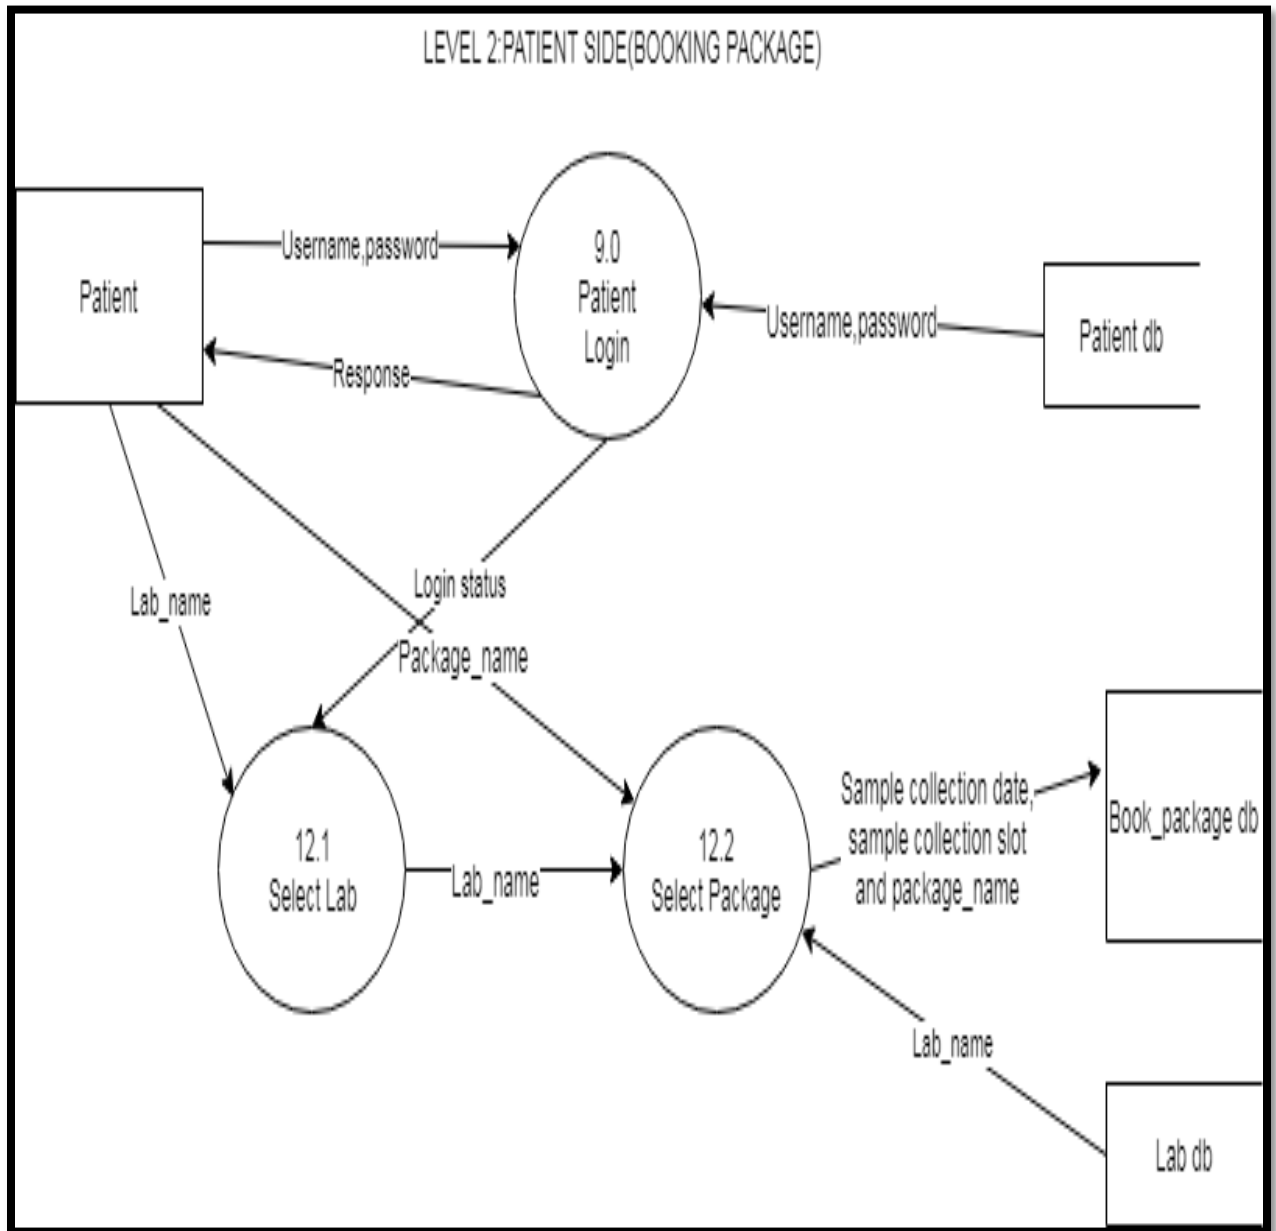 LEVEL 2:PATIENT SIDE(BOOKING PACKAGE)
Patient
Username,password
9.0
Patient
Login
Username,password
Patient db
Response
Login status
Lab_name
Package_name
12.1
Select Lab
Lab_name
12.2
Select Package
Sample collection date,
sample collection slot
and package_name
Book_package db
Lab_name
Lab db